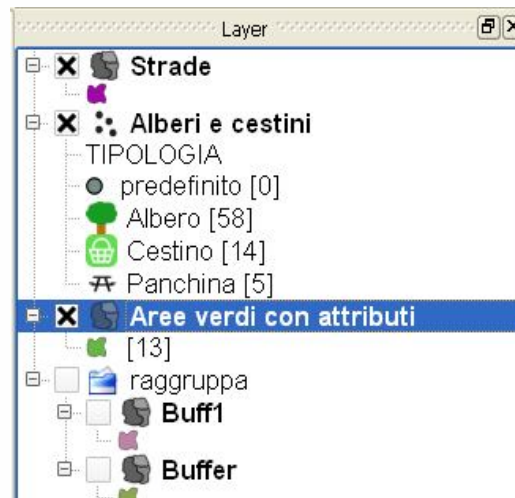 Layer
Strade
Alberi e cestini
TIPOLOGIA
predefinito [0]
Albero [58]
Cestino [14]
Panchina [5]
Aree verdi con attributi
[13]
raggruppa
Buff1
Buffer